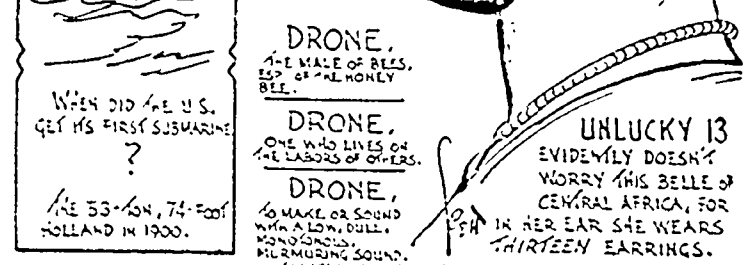 WHEN DID THE U.S.
GET ITS FIRST SUBMARINE
?
THE 53-TON, 74-FOOT
HOLLAND IN 1900.
DRONE,
THE MALE OF BEES,
ESP. OF THE HONEY
BEE.
DRONE,
ONE WHO LIVES ON
THE LABORS OF OTHERS.
DRONE,
TO MAKE OR SOUND
WITH A LOW, DULL,
MONOTONOUS,
MURMURING SOUND.
UNLUCKY 13
EVIDENTLY DOESN'T
WORRY THIS BELLE OF
CENTRAL AFRICA, FOR
IN HER EAR SHE WEARS
THIRTEEN EARRINGS.